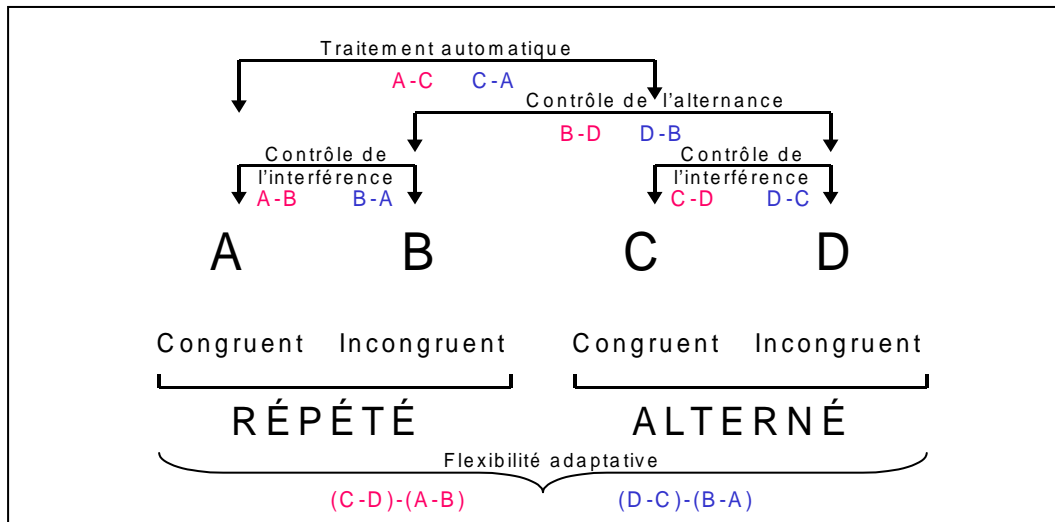 Traitement automatique
A-C C-A
Contrôle de l'alternance
B-D D-B
Contrôle de l'interférence
A-B B-A
Contrôle de l'interférence
C-D D-C
A B C D
Congruent Incongruent Congruent Incongruent
RÉPÉTÉ ALTERNÉ
Flexibilité adaptative
(C-D)-(A-B) (D-C)-(B-A)